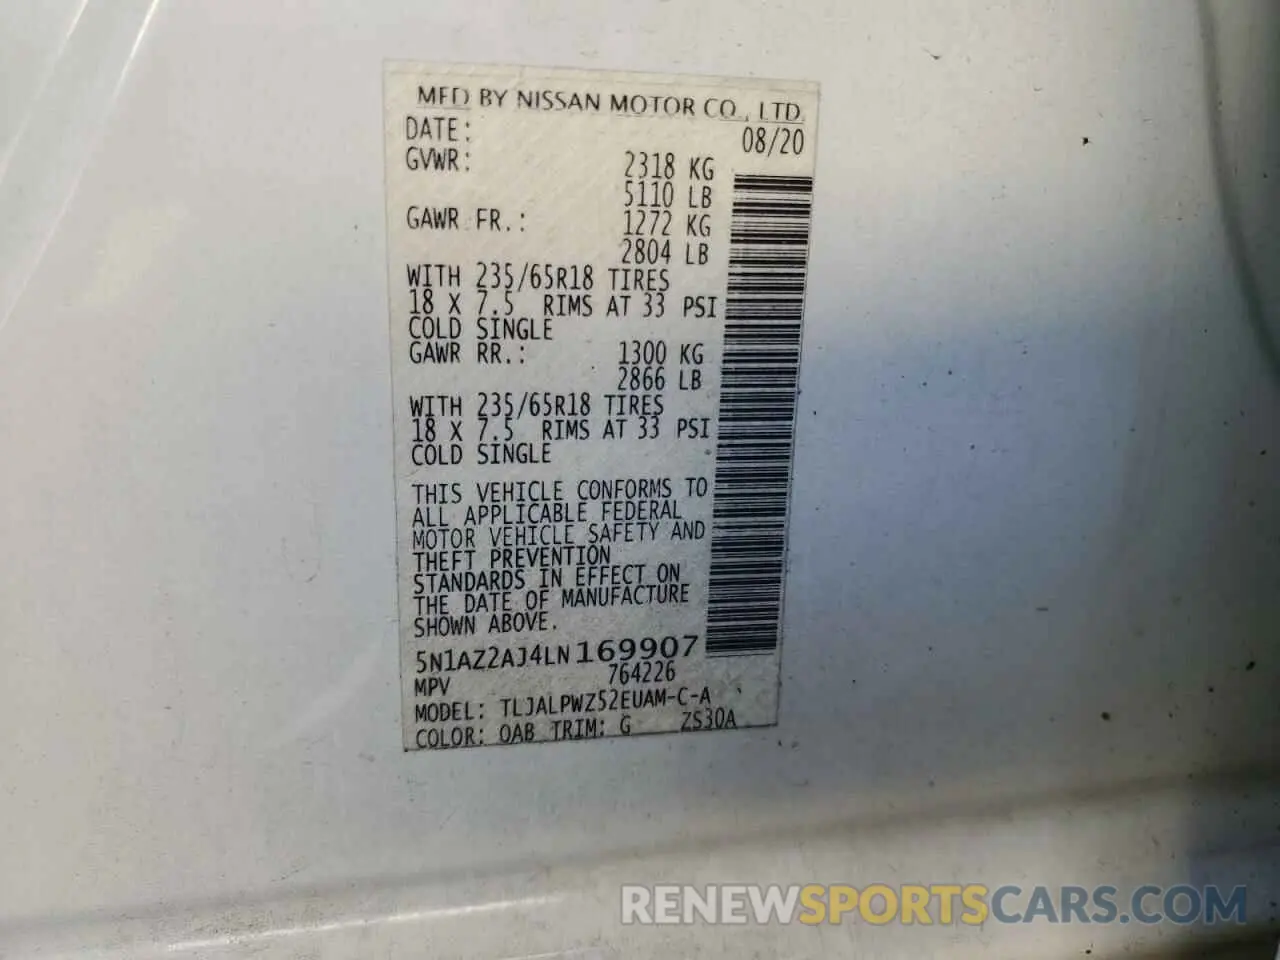 MFD BY NISSAN MOTOR CO., LTD.
DATE: 08/20
GVWR: 2318 KG
5110 LB
GAWR FR.: 1272 KG
2804 LB
WITH 235/65R18 TIRES
18 X 7.5 RIMS AT 33 PSI
COLD SINGLE
GAWR RR.: 1300 KG
2866 LB
WITH 235/65R18 TIRES
18 X 7.5 RIMS AT 33 PSI
COLD SINGLE
THIS VEHICLE CONFORMS TO
ALL APPLICABLE FEDERAL
MOTOR VEHICLE SAFETY AND
THEFT PREVENTION
STANDARDS IN EFFECT ON
THE DATE OF MANUFACTURE
SHOWN ABOVE.
5N1AZ2AJ4LN169907
MPV 764226
MODEL: TLJALPWZ52EUAM-C-A
COLOR: QAB TRIM: G ZS30A
RENEWSPORTSCARS.COM